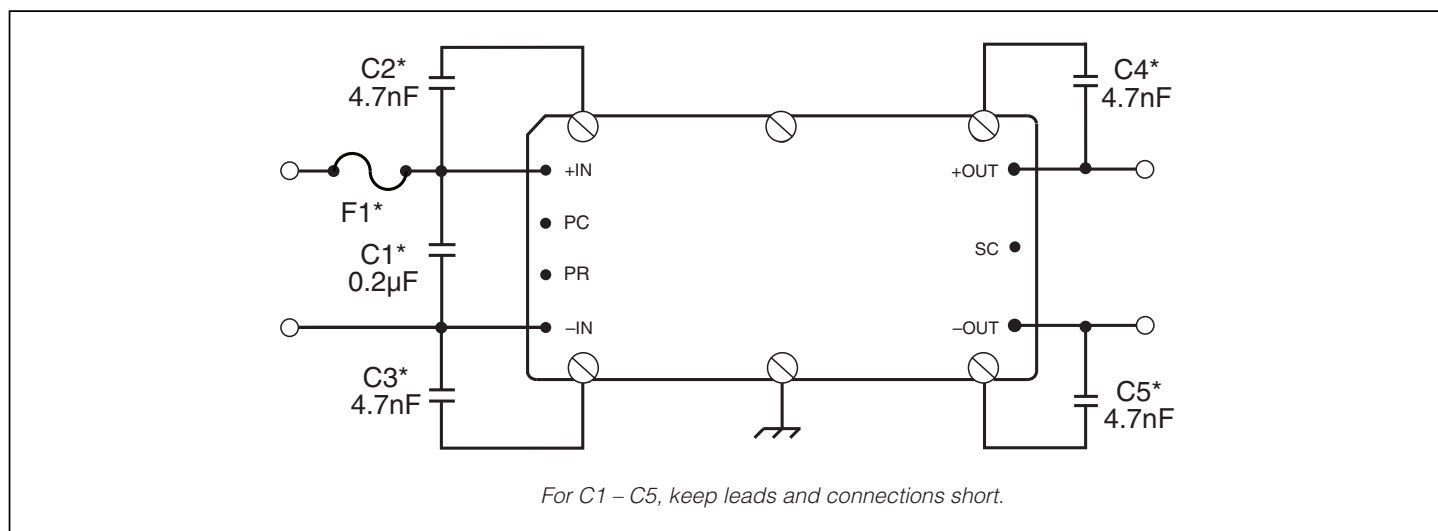 C2*
4.7nF
C4*
4.7nF
+IN
+OUT
F1*
PC
C1*
0.2µF
SC
PR
–IN
–OUT
C3*
4.7nF
C5*
4.7nF
For C1 – C5, keep leads and connections short.